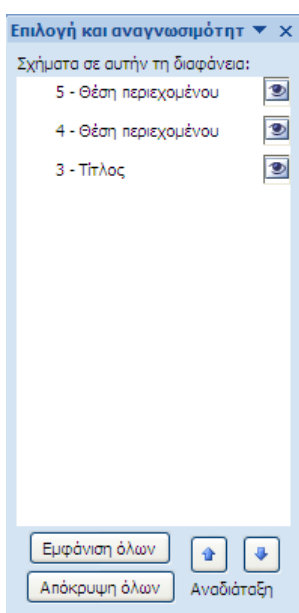 Επιλογή και αναγνωσιμότητ
Σχήματα σε αυτήν τη διαφάνεια:
5 - Θέση περιεχομένου
4 - Θέση περιεχομένου
3 - Τίτλος
Εμφάνιση όλων
Απόκρυψη όλων
Αναδιάταξη